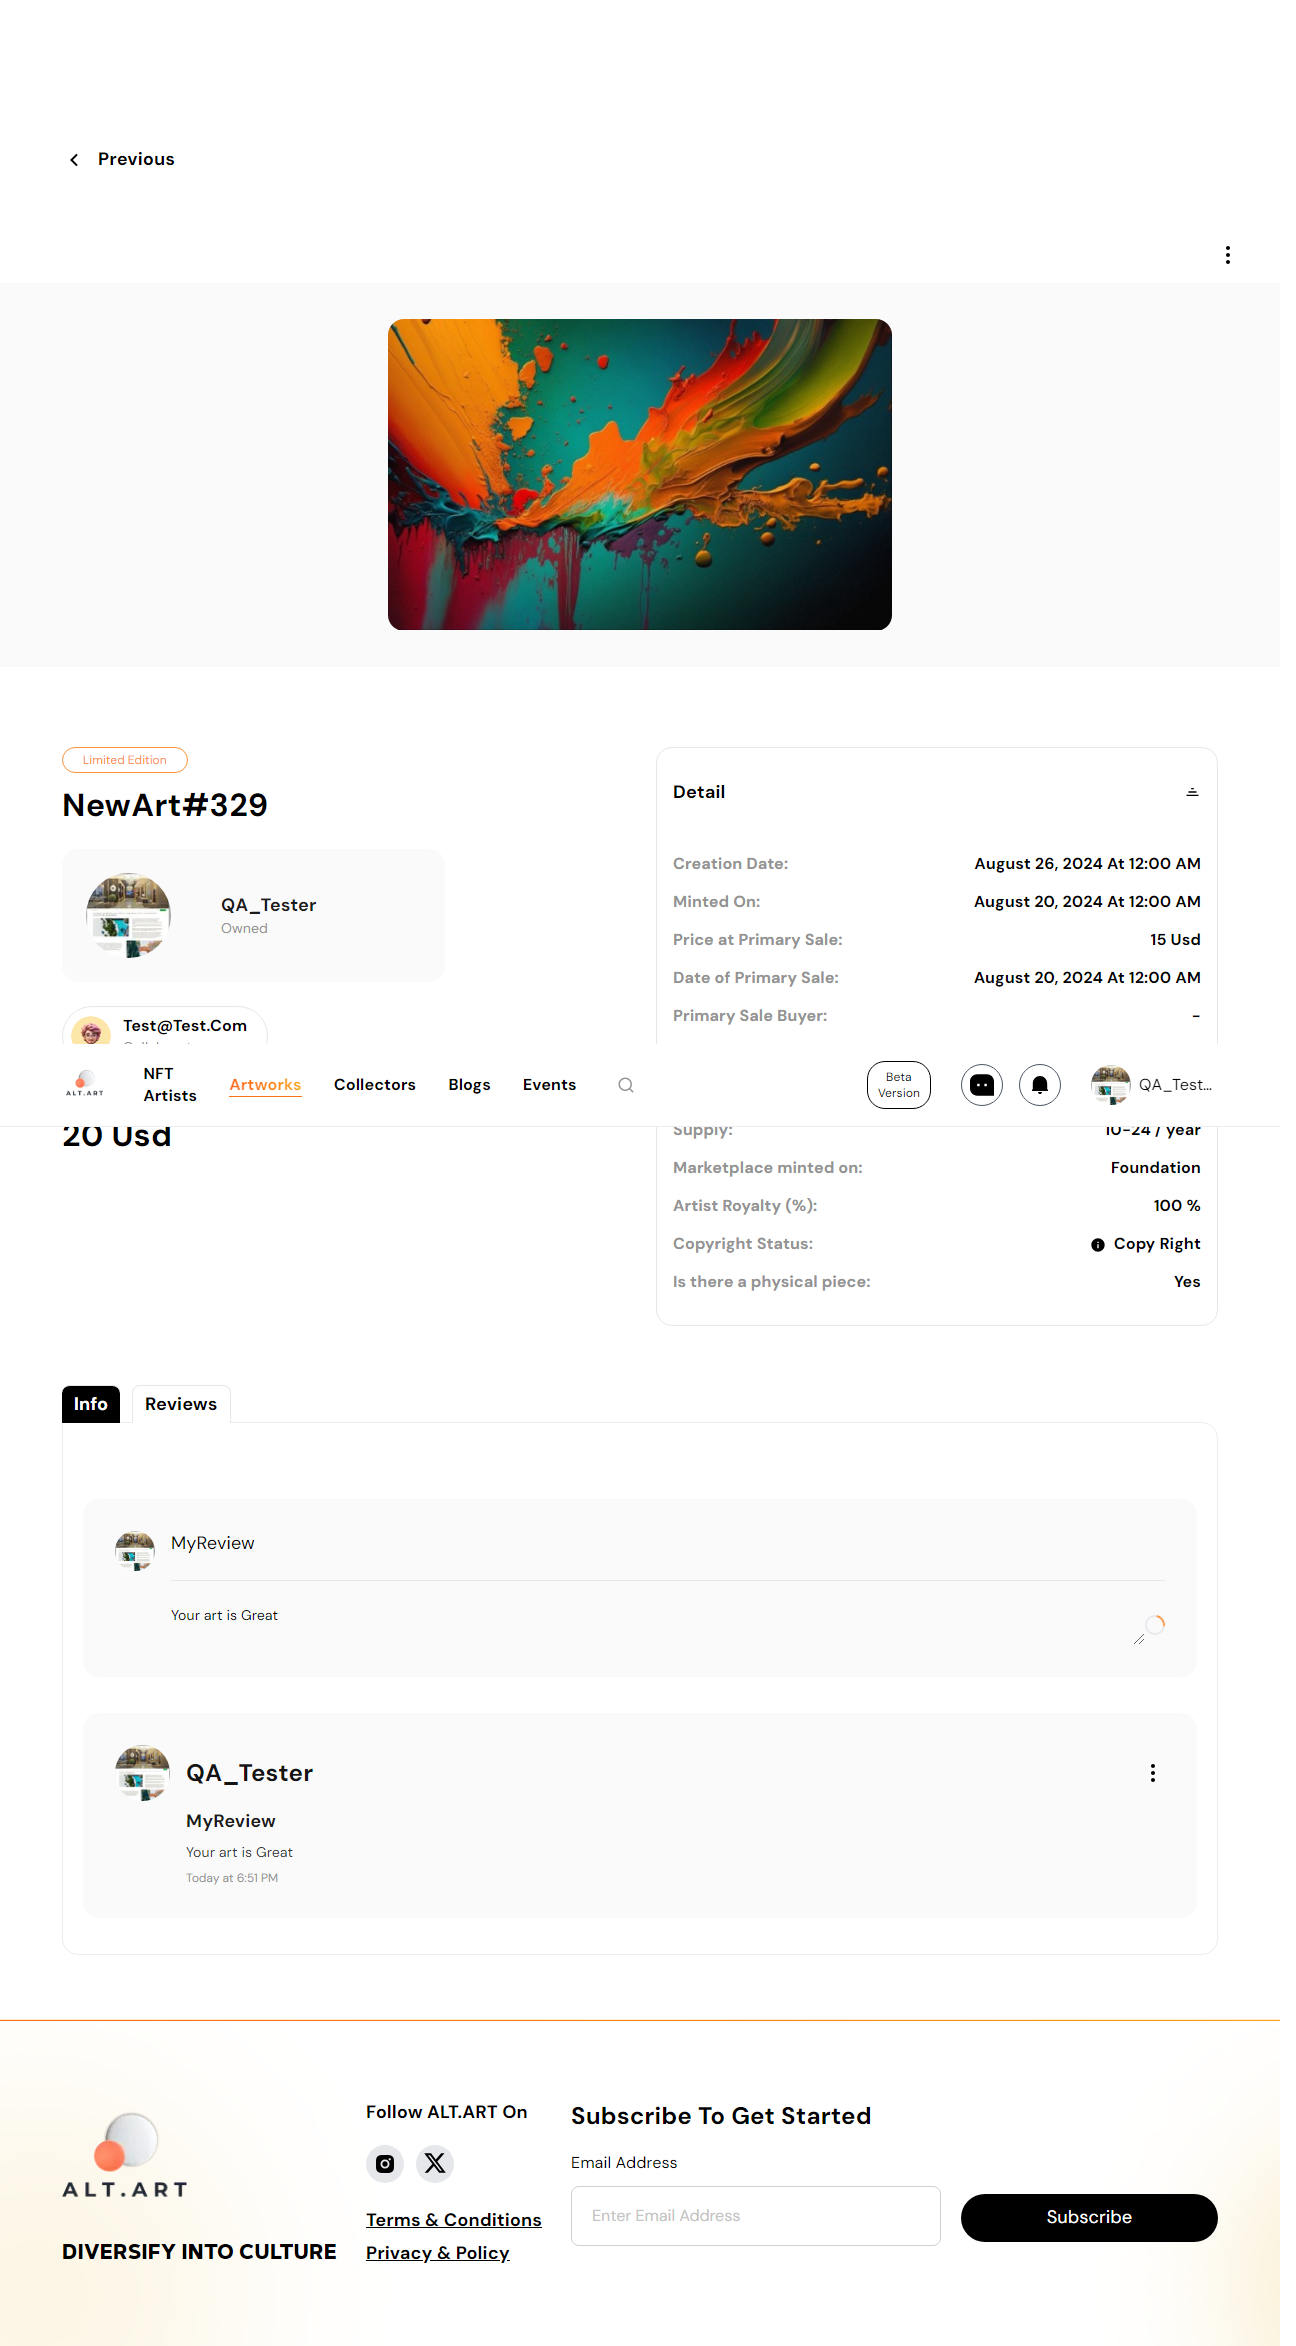 Previous
Limited Edition
NewArt#329
QA_Tester
Owned
Test@Test.Com
20 Usd
Detail
Creation Date: August 26, 2024 At 12:00 AM
Minted On: August 20, 2024 At 12:00 AM
Price at Primary Sale: 15 Usd
Date of Primary Sale: August 20, 2024 At 12:00 AM
Primary Sale Buyer: -
ALT.ART
NFT Artists
Artworks
Collectors
Blogs
Events
Beta Version
QA_Test...
Supply: 10-24 / year
Marketplace minted on: Foundation
Artist Royalty (%): 100 %
Copyright Status: Copy Right
Is there a physical piece: Yes
Info
Reviews
MyReview
Your art is Great
QA_Tester
MyReview
Your art is Great
Today at 6:51 PM
ALT.ART
DIVERSIFY INTO CULTURE
Follow ALT.ART On
Terms & Conditions
Privacy & Policy
Subscribe To Get Started
Email Address
Enter Email Address
Subscribe